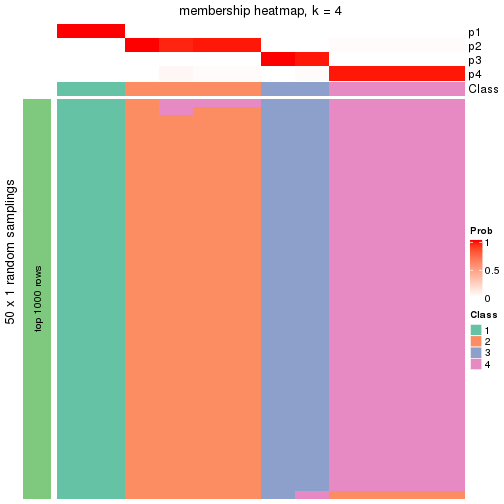 membership heatmap, k = 4
p1
p2
p3
p4
Class
50 x 1 random samplings
top 1000 rows
Prob
1
0.5
0
Class
1
2
3
4